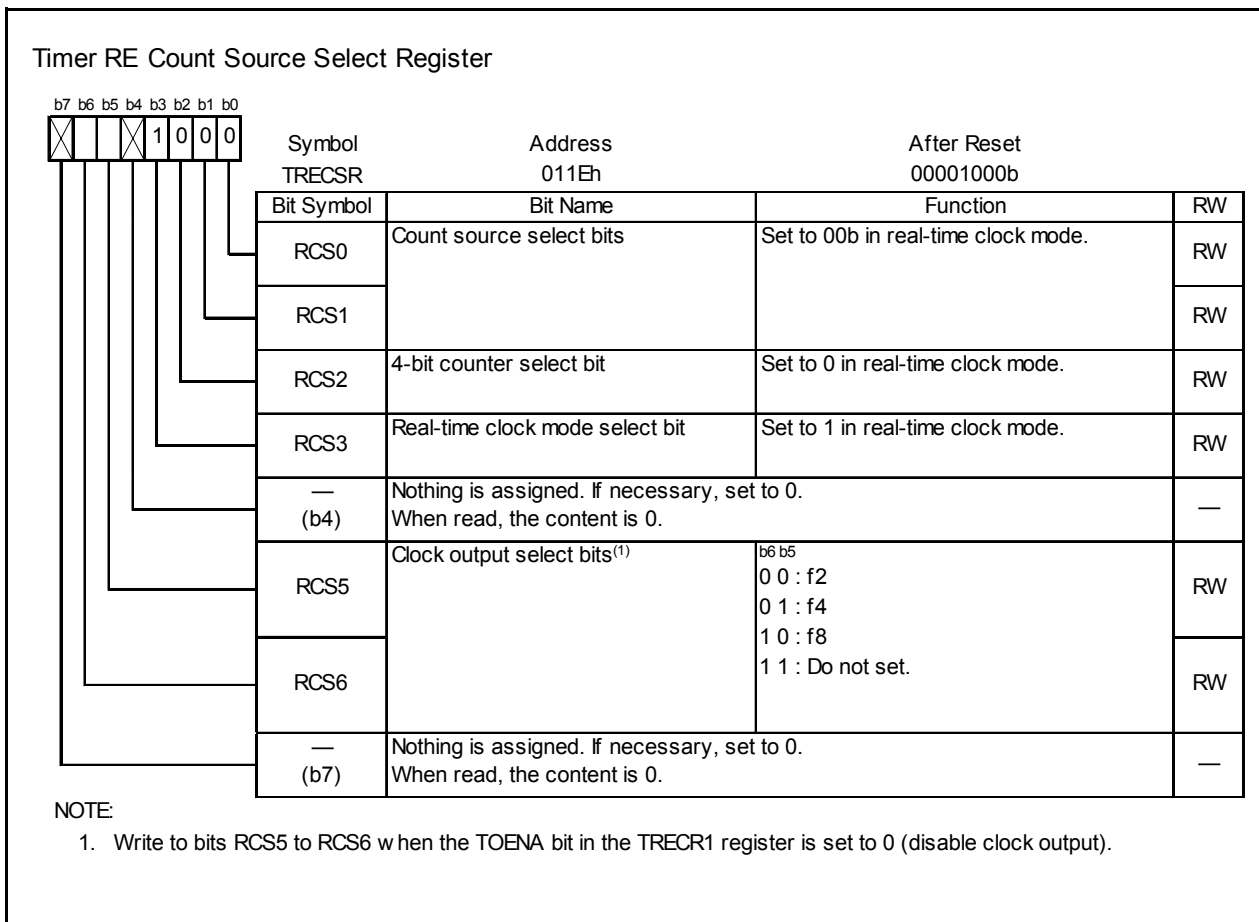 Timer RE Count Source Select Register
b7 b6 b5 b4 b3 b2 b1 b0
1 0 0 0
Symbol Address After Reset
TRECSR 011Eh 00001000b
Bit Symbol Bit Name Function RW
RCS0 Count source select bits Set to 00b in real-time clock mode. RW
RCS1 RW
RCS2 4-bit counter select bit Set to 0 in real-time clock mode. RW
RCS3 Real-time clock mode select bit Set to 1 in real-time clock mode. RW
— Nothing is assigned. If necessary, set to 0. —
(b4) When read, the content is 0.
RCS5 Clock output select bits(1) b6 b5 RW
0 0 : f2
0 1 : f4
1 0 : f8
RCS6 1 1 : Do not set. RW
— Nothing is assigned. If necessary, set to 0. —
(b7) When read, the content is 0.
NOTE:
1. Write to bits RCS5 to RCS6 when the TOENA bit in the TRECR1 register is set to 0 (disable clock output).